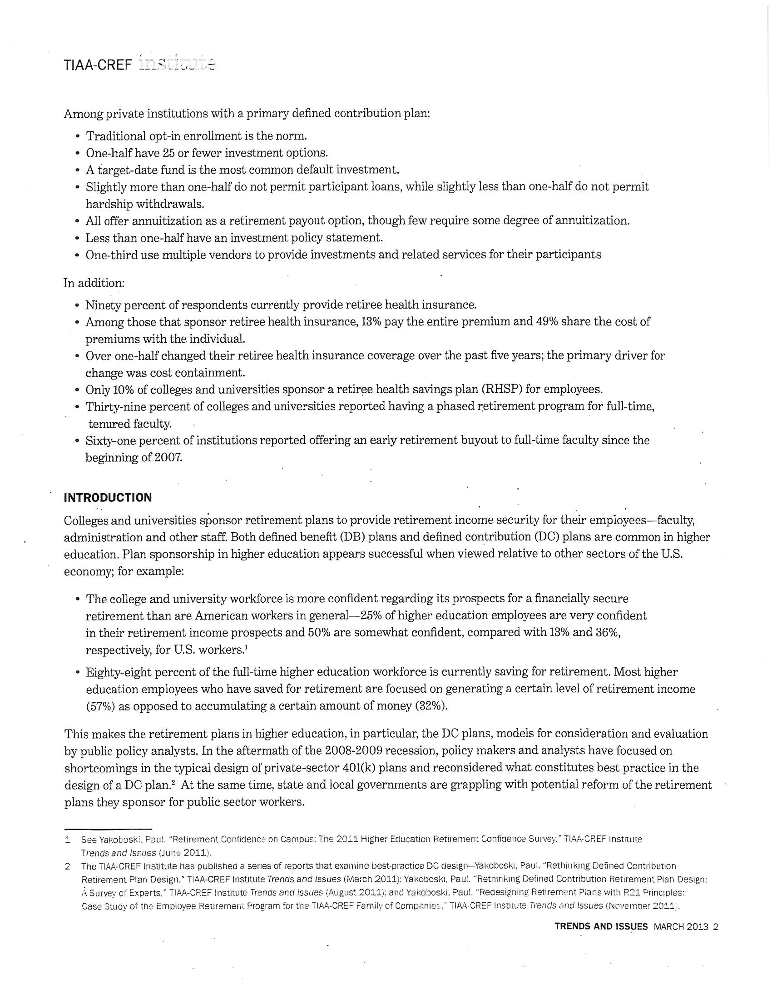 TIAA-CREF institute
Among private institutions with a primary defined contribution plan:
• Traditional opt-in enrollment is the norm.
• One-half have 25 or fewer investment options.
• A target-date fund is the most common default investment.
• Slightly more than one-half do not permit participant loans, while slightly less than one-half do not permit
hardship withdrawals.
• All offer annuitization as a retirement payout option, though few require some degree of annuitization.
• Less than one-half have an investment policy statement.
• One-third use multiple vendors to provide investments and related services for their participants
In addition:
• Ninety percent of respondents currently provide retiree health insurance.
• Among those that sponsor retiree health insurance, 13% pay the entire premium and 49% share the cost of
premiums with the individual.
• Over one-half changed their retiree health insurance coverage over the past five years; the primary driver for
change was cost containment.
• Only 10% of colleges and universities sponsor a retiree health savings plan (RHSP) for employees.
• Thirty-nine percent of colleges and universities reported having a phased retirement program for full-time,
tenured faculty.
• Sixty-one percent of institutions reported offering an early retirement buyout to full-time faculty since the
beginning of 2007.
INTRODUCTION
Colleges and universities sponsor retirement plans to provide retirement income security for their employees—faculty,
administration and other staff. Both defined benefit (DB) plans and defined contribution (DC) plans are common in higher
education. Plan sponsorship in higher education appears successful when viewed relative to other sectors of the U.S.
economy; for example:
• The college and university workforce is more confident regarding its prospects for a financially secure
retirement than are American workers in general—25% of higher education employees are very confident
in their retirement income prospects and 50% are somewhat confident, compared with 13% and 36%,
respectively, for U.S. workers.¹
• Eighty-eight percent of the full-time higher education workforce is currently saving for retirement. Most higher
education employees who have saved for retirement are focused on generating a certain level of retirement income
(57%) as opposed to accumulating a certain amount of money (32%).
This makes the retirement plans in higher education, in particular, the DC plans, models for consideration and evaluation
by public policy analysts. In the aftermath of the 2008-2009 recession, policy makers and analysts have focused on
shortcomings in the typical design of private-sector 401(k) plans and reconsidered what constitutes best practice in the
design of a DC plan.² At the same time, state and local governments are grappling with potential reform of the retirement
plans they sponsor for public sector workers.
1 See Yakoboski, Paul. "Retirement Confidence on Campus: The 2011 Higher Education Retirement Confidence Survey." TIAA-CREF Institute
Trends and Issues (June 2011).
2 The TIAA-CREF Institute has published a series of reports that examine best-practice DC design—Yakoboski, Paul. "Rethinking Defined Contribution
Retirement Plan Design," TIAA-CREF Institute Trends and Issues (March 2011); Yakoboski, Paul. "Rethinking Defined Contribution Retirement Plan Design:
A Survey of Experts." TIAA-CREF Institute Trends and Issues (August 2011); and Yakoboski, Paul. "Redesigning Retirement Plans with R21 Principles:
Case Study of the Employee Retirement Program for the TIAA-CREF Family of Companies," TIAA-CREF Institute Trends and Issues (November 2011).
TRENDS AND ISSUES MARCH 2013 2